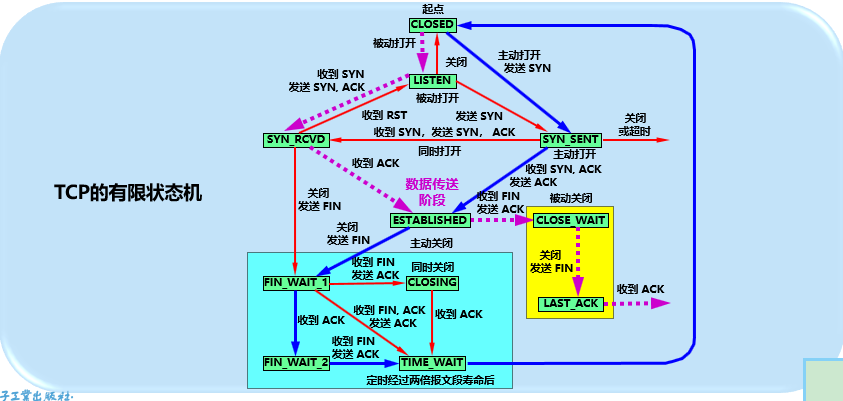 起点
CLOSED
被动打开
关闭
主动打开
发送 SYN
收到 SYN
发送 SYN, ACK
LISTEN
被动打开
收到 RST
发送 SYN
关闭
或超时
SYN_RCVD
收到 SYN，发送 SYN， ACK
SYN_SENT
同时打开
主动打开
收到 ACK
收到 SYN, ACK
发送 ACK
TCP的有限状态机
数据传送
阶段
关闭
发送 FIN
收到 FIN
发送 ACK
被动关闭
ESTABLISHED
CLOSE_WAIT
关闭
发送 FIN
主动关闭
关闭
发送 FIN
收到 FIN
发送 ACK
同时关闭
FIN_WAIT_1
CLOSING
LAST_ACK
收到 ACK
收到 ACK
收到 FIN, ACK
发送 ACK
收到 ACK
收到 FIN
发送 ACK
FIN_WAIT_2
TIME_WAIT
定时经过两倍报文段寿命后
子工业出版社·